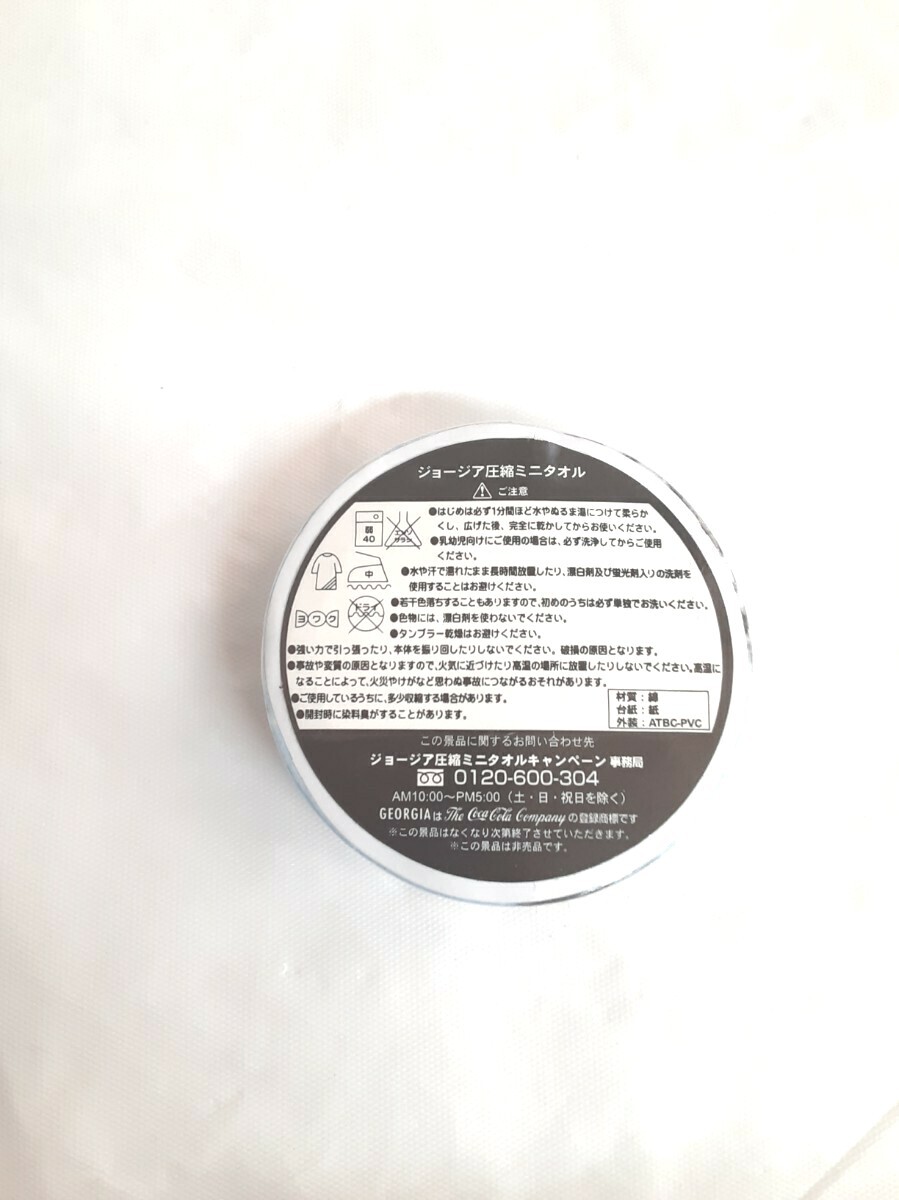 ジョージア圧縮ミニタオル
⚠ ご注意
弱
40
エンソ
サラシ
中
ドライ
ヨワク
●はじめは必ず1分間ほど水やぬるま湯につけて柔らか
くし、広げた後、完全に乾かしてからお使いください。
●乳幼児向けにご使用の場合は、必ず洗浄してからご使用
ください。
●水や汗で濡れたまま長時間放置したり、漂白剤及び蛍光剤入りの洗剤を
使用することはお避けください。
●若干色落ちすることもありますので、初めのうちは必ず単独でお洗いください。
●色物には、漂白剤を使わないでください。
●タンブラー乾燥はお避けください。
●強い力で引っ張ったり、本体を振り回したりしないでください。破損の原因となります。
●事故や変質の原因となりますので、火気に近づけたり高温の場所に放置したりしないでください。高温に
なることによって、火災やけがなど思わぬ事故につながるおそれがあります。
●ご使用しているうちに、多少収縮する場合があります。
●開封時に染料臭がすることがあります。
材質：綿
台紙：紙
外装：ATBC-PVC
この景品に関するお問い合わせ先
ジョージア圧縮ミニタオルキャンペーン事務局
0120-600-304
AM10:00〜PM5:00（土・日・祝日を除く）
GEORGIAは The Coca-Cola Company の登録商標です
※この景品はなくなり次第終了させていただきます。
※この景品は非売品です。